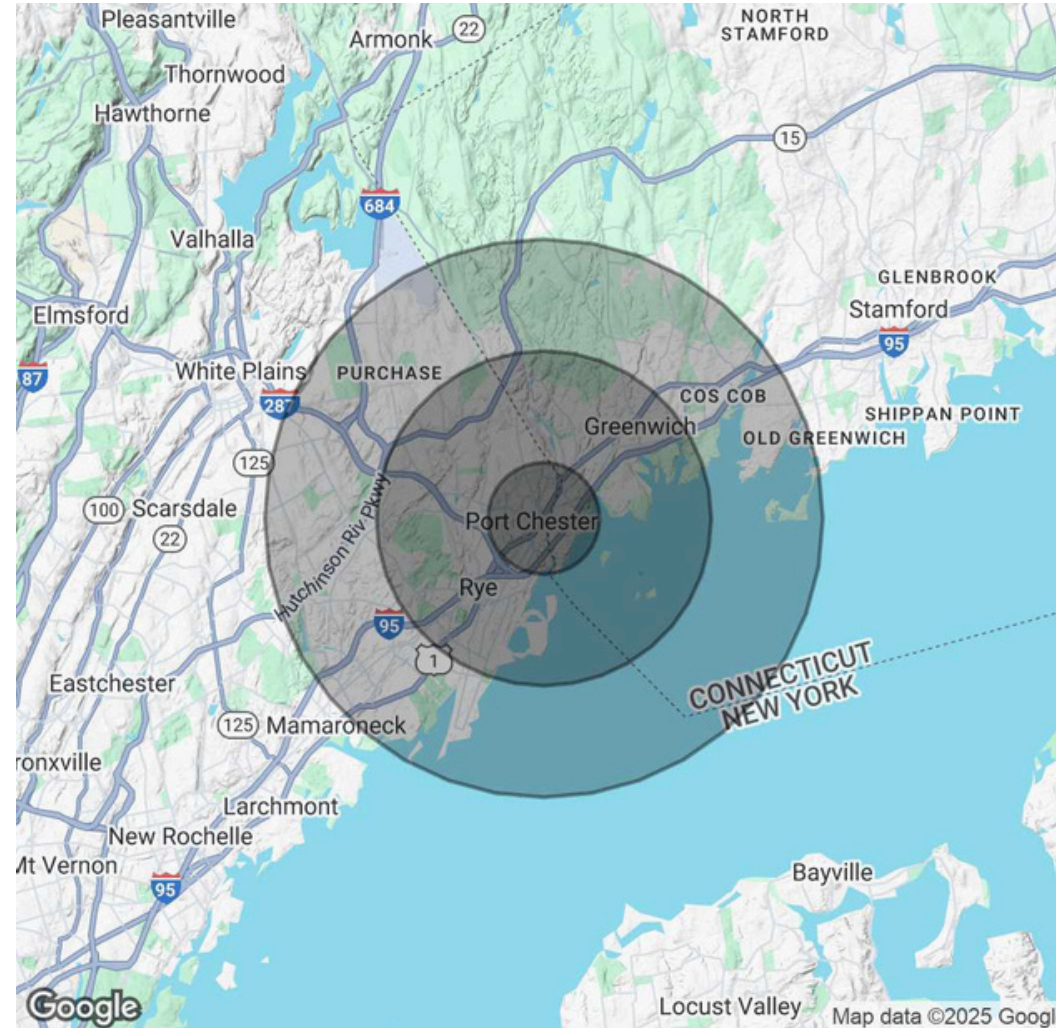 Pleasantville
Armonk
22
NORTH
STAMFORD
Thornwood
Hawthorne
15
684
Valhalla
GLENBROOK
Elmsford
Stamford
95
White Plains
PURCHASE
87
287
COS COB
SHIPPAN POINT
Greenwich
OLD GREENWICH
125
100
Scarsdale
22
Hutchinson Riv Pkwy
Port Chester
Rye
95
1
Eastchester
CONNECTICUT
NEW YORK
125
Mamaroneck
ronxville
Larchmont
New Rochelle
Mt Vernon
Bayville
95
Google
Locust Valley
Map data ©2025 Googl